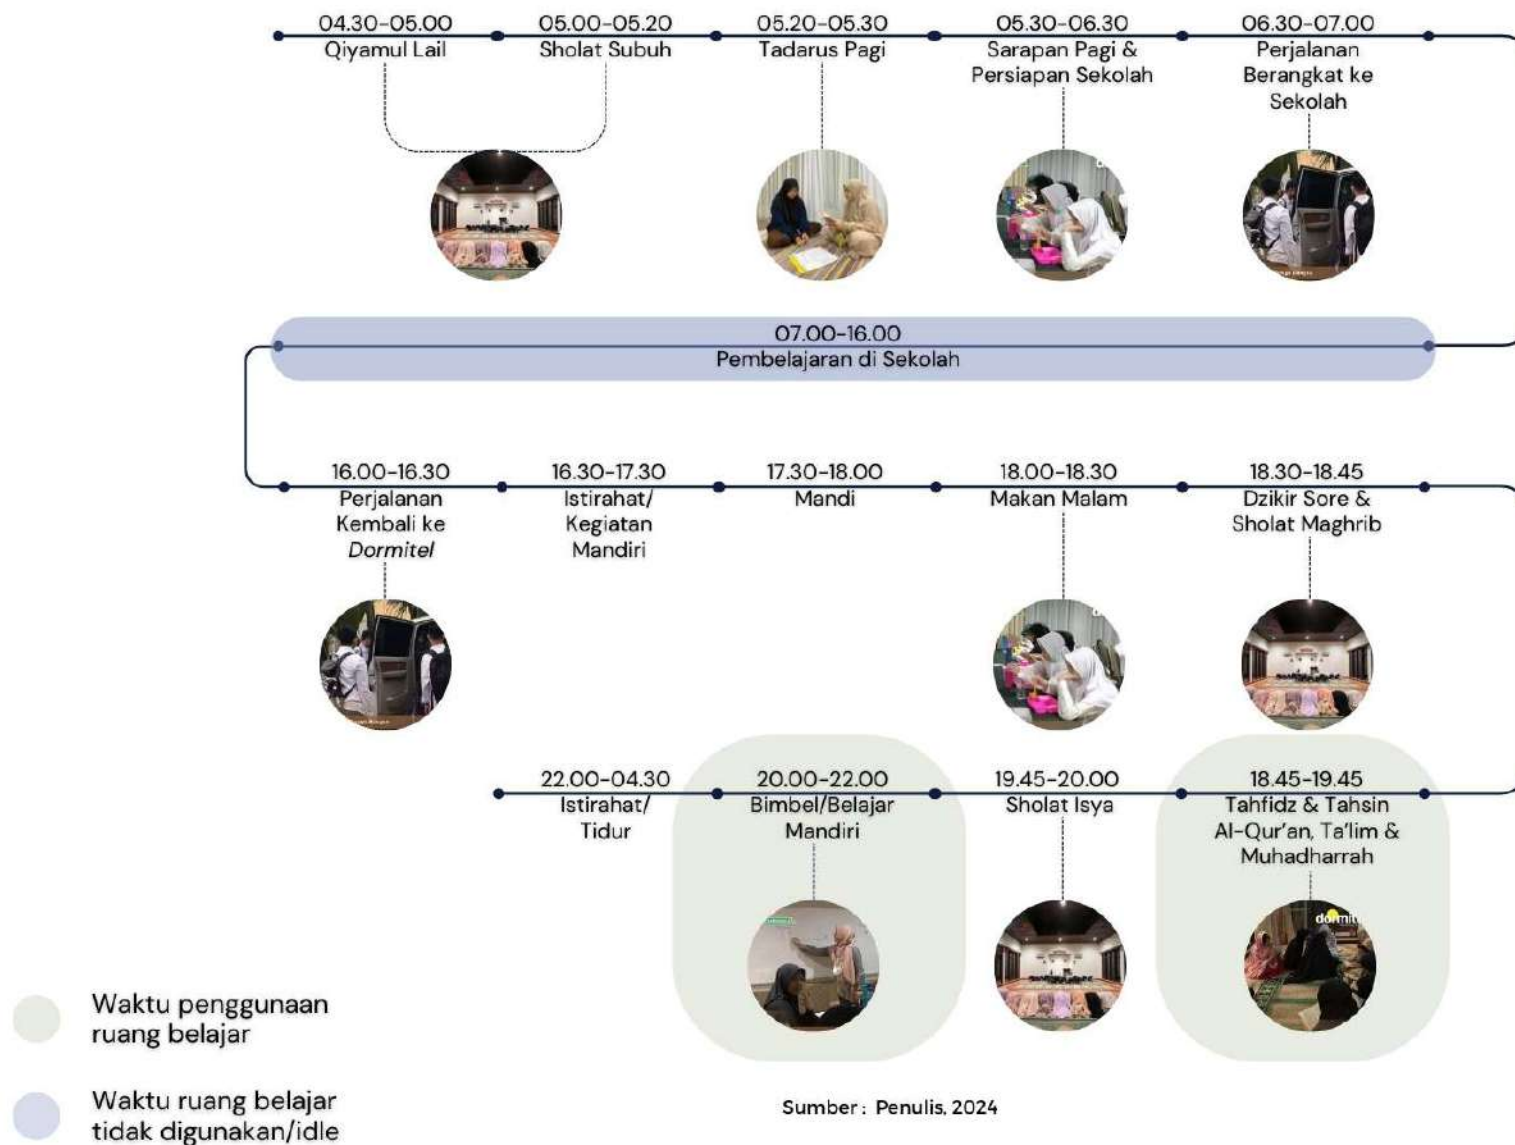 04.30-05.00
Qiyamul Lail
05.00-05.20
Sholat Subuh
05.20-05.30
Tadarus Pagi
05.30-06.30
Sarapan Pagi &
Persiapan Sekolah
06.30-07.00
Perjalanan
Berangkat ke
Sekolah
07.00-16.00
Pembelajaran di Sekolah
16.00-16.30
Perjalanan
Kembali ke
Dormitel
16.30-17.30
Istirahat/
Kegiatan
Mandiri
17.30-18.00
Mandi
18.00-18.30
Makan Malam
18.30-18.45
Dzikir Sore &
Sholat Maghrib
18.45-19.45
Tahfidz & Tahsin
Al-Qur'an, Ta'lim &
Muhadharrah
dormit
19.45-20.00
Sholat Isya
20.00-22.00
Bimbel/Belajar
Mandiri
22.00-04.30
Istirahat/
Tidur
Waktu penggunaan
ruang belajar
Waktu ruang belajar
tidak digunakan/idle
Sumber : Penulis, 2024